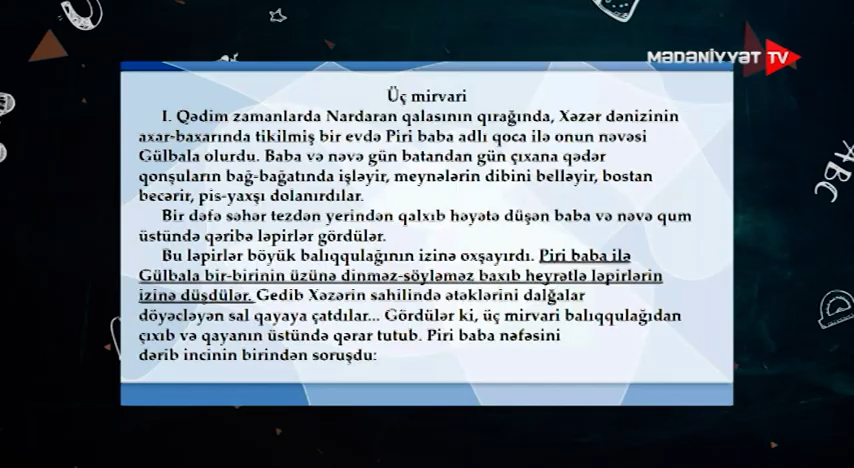 MƏDƏNİYYƏT TV
Üç mirvari
I. Qədim zamanlarda Nardaran qalasının qırağında, Xəzər dənizinin
axar-baxarında tikilmiş bir evdə Piri baba adlı qoca ilə onun nəvəsi
Gülbala olurdu. Baba və nəvə gün batandan gün çıxana qədər
qonşuların bağ-bağatında işləyir, meynələrin dibini belləyir, bostan
becərir, pis-yaxşı dolanırdılar.
Bir dəfə səhər tezdən yerindən qalxıb həyətə düşən baba və nəvə qum
üstündə qəribə ləpirlər gördülər.
Bu ləpirlər böyük balıqqulağının izinə oxşayırdı. Piri baba ilə
Gülbala bir-birinin üzünə dinməz-söyləməz baxıb heyrətlə ləpirlərin
izinə düşdülər. Gedib Xəzərin sahilində ətəklərini dalğalar
döyəcləyən sal qayaya çatdılar... Gördülər ki, üç mirvari balıqqulağıdan
çıxıb və qayanın üstündə qərar tutub. Piri baba nəfəsini
dərib incinin birindən soruşdu:
ABC